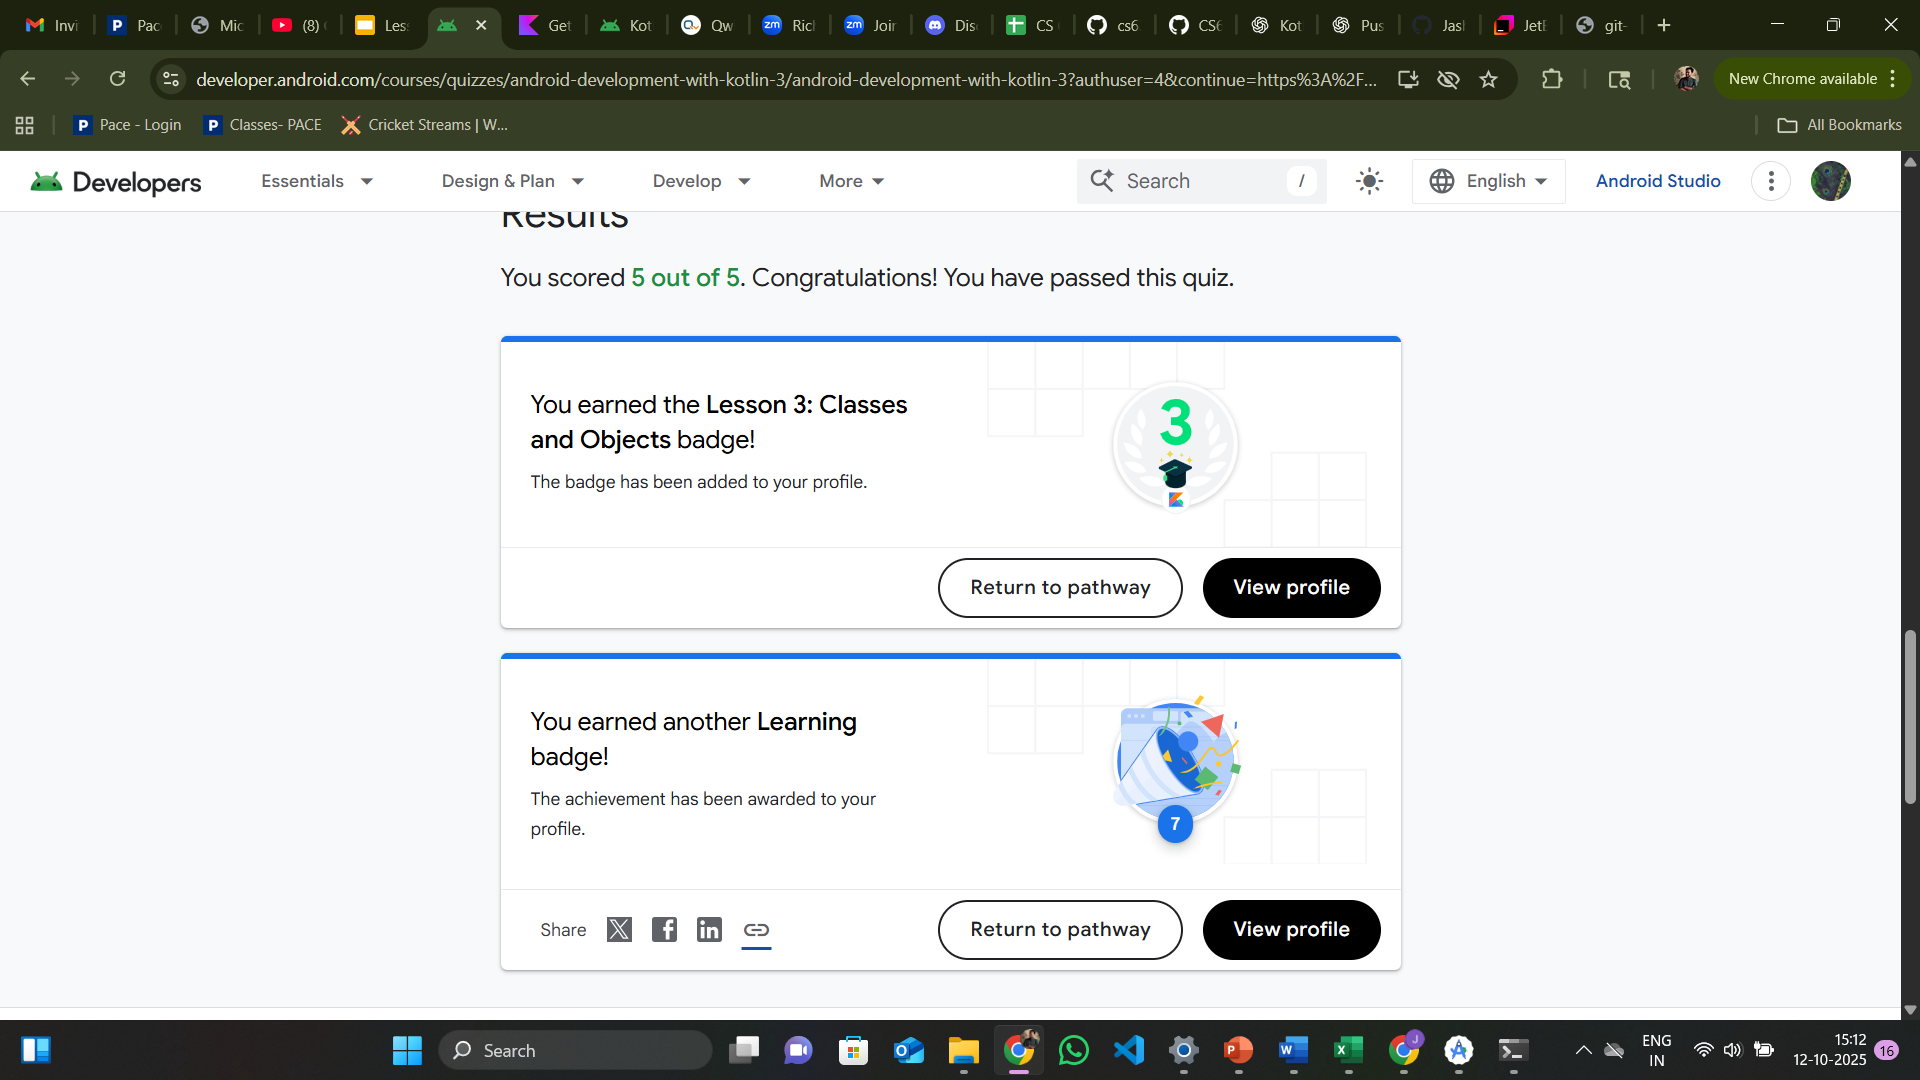 Invi
Pac
Mic
(8)
Less
Get
Kot
Qw
Rich
Join
Dis
CS
cs6
CS6
Kot
Pus
Jasl
JetB
git-
developer.android.com/courses/quizzes/android-development-with-kotlin-3/android-development-with-kotlin-3?authuser=4&continue=https%3A%2F...
New Chrome available
Pace - Login
Classes- PACE
Cricket Streams | W...
All Bookmarks
Developers
Essentials
Design & Plan
Develop
More
Search
/
English
Android Studio
Results
You scored 5 out of 5. Congratulations! You have passed this quiz.
You earned the Lesson 3: Classes
and Objects badge!
The badge has been added to your profile.
3
Return to pathway
View profile
You earned another Learning
badge!
The achievement has been awarded to your
profile.
7
Share
Return to pathway
View profile
Search
ENG
IN
15:12
12-10-2025
16